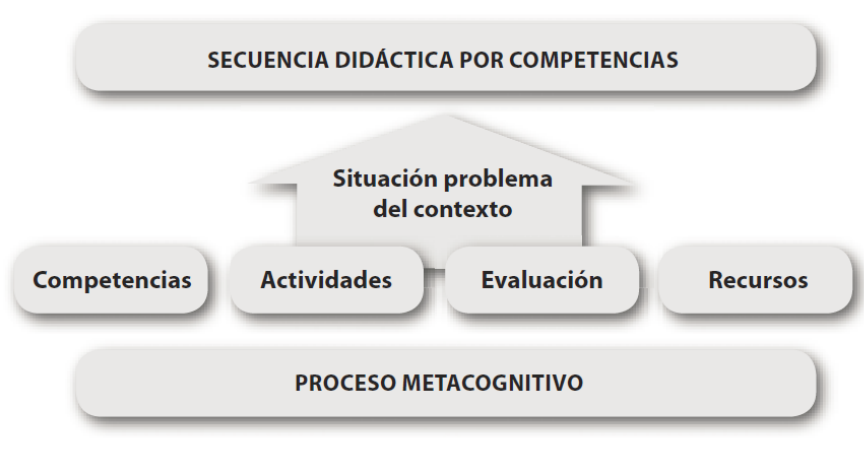 SECUENCIA DIDÁCTICA POR COMPETENCIAS
Situación problema
del contexto
Competencias
Actividades
Evaluación
Recursos
PROCESO METACOGNITIVO